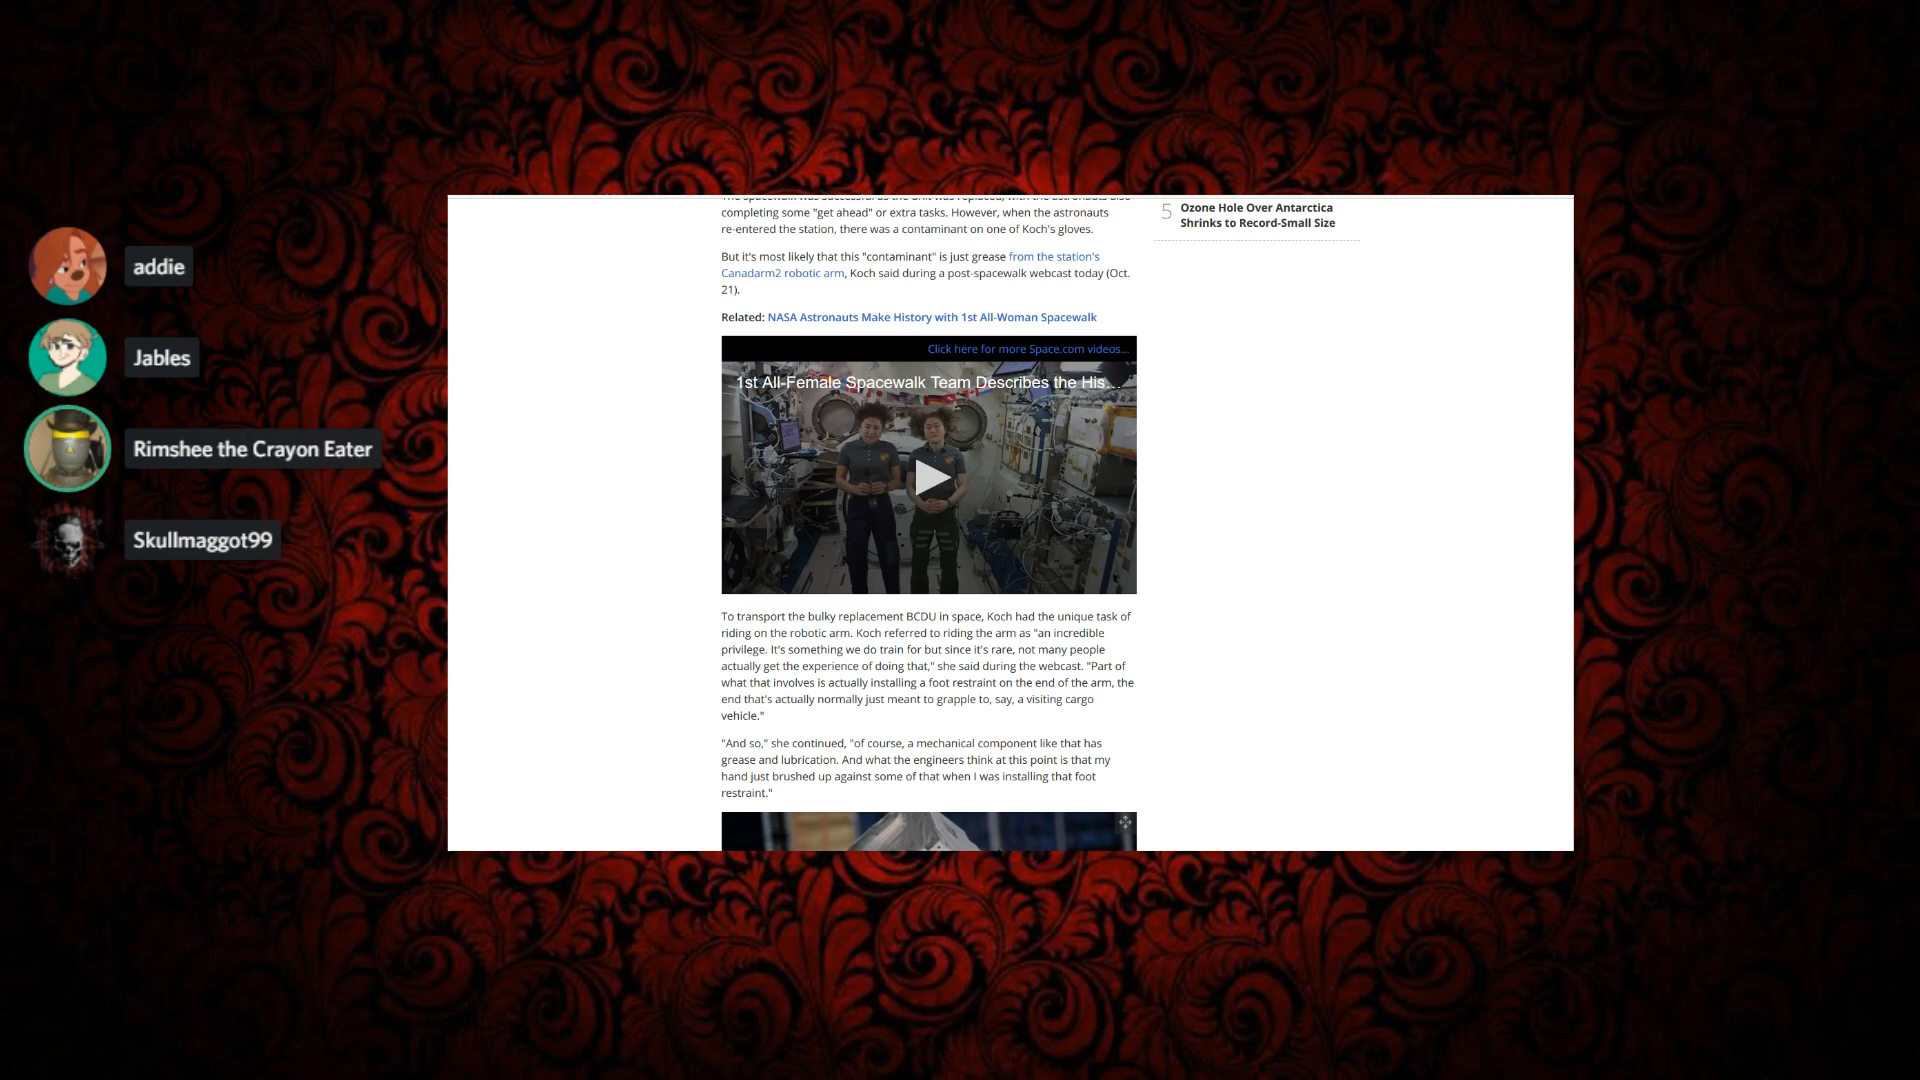 addie
Jables
Rimshee the Crayon Eater
Skullmaggot99
The spacewalk was successful as the unit was replaced, with the astronauts also
completing some "get ahead" or extra tasks. However, when the astronauts
re-entered the station, there was a contaminant on one of Koch's gloves.
But it's most likely that this "contaminant" is just grease from the station's
Canadarm2 robotic arm, Koch said during a post-spacewalk webcast today (Oct.
21).
Related: NASA Astronauts Make History with 1st All-Woman Spacewalk
Click here for more Space.com videos...
1st All-Female Spacewalk Team Describes the His...
To transport the bulky replacement BCDU in space, Koch had the unique task of
riding on the robotic arm. Koch referred to riding the arm as "an incredible
privilege. It's something we do train for but since it's rare, not many people
actually get the experience of doing that," she said during the webcast. "Part of
what that involves is actually installing a foot restraint on the end of the arm, the
end that's actually normally just meant to grapple to, say, a visiting cargo
vehicle."
"And so," she continued, "of course, a mechanical component like that has
grease and lubrication. And what the engineers think at this point is that my
hand just brushed up against some of that when I was installing that foot
restraint."
5
Ozone Hole Over Antarctica
Shrinks to Record-Small Size